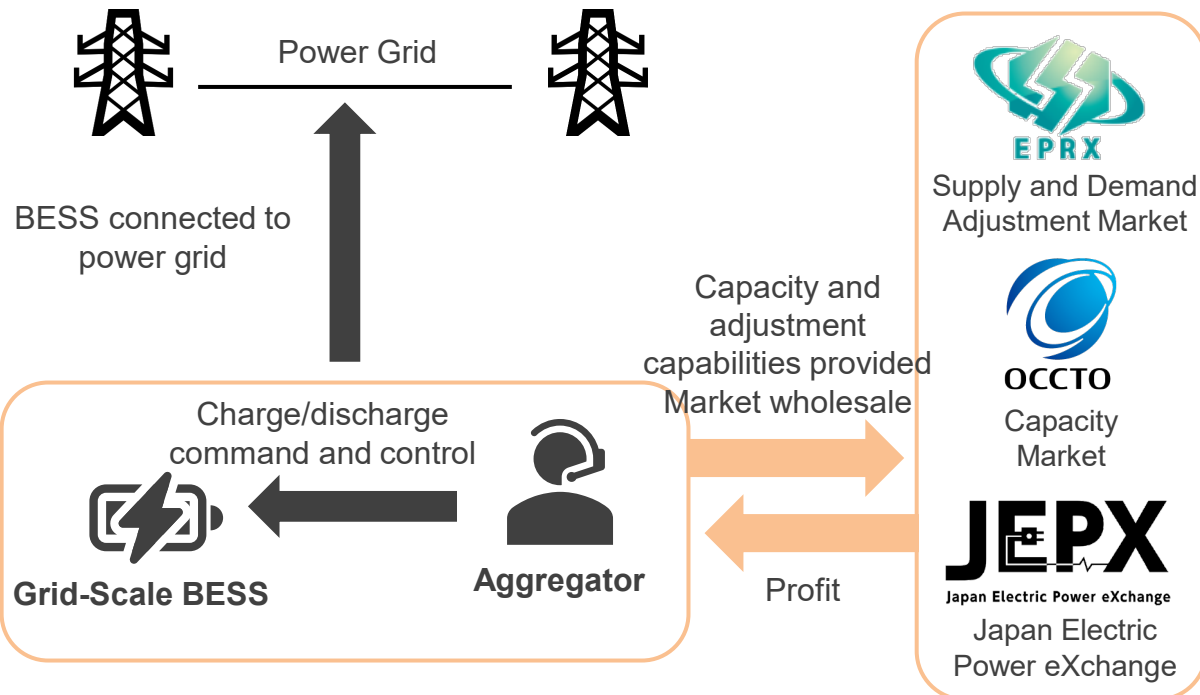 Power Grid
BESS connected to
power grid
Charge/discharge
command and control
Grid-Scale BESS
Aggregator
Capacity and
adjustment
capabilities provided
Market wholesale
Profit
EPRX
Supply and Demand
Adjustment Market
OCCTO
Capacity
Market
JEPX
Japan Electric Power eXchange
Japan Electric
Power eXchange